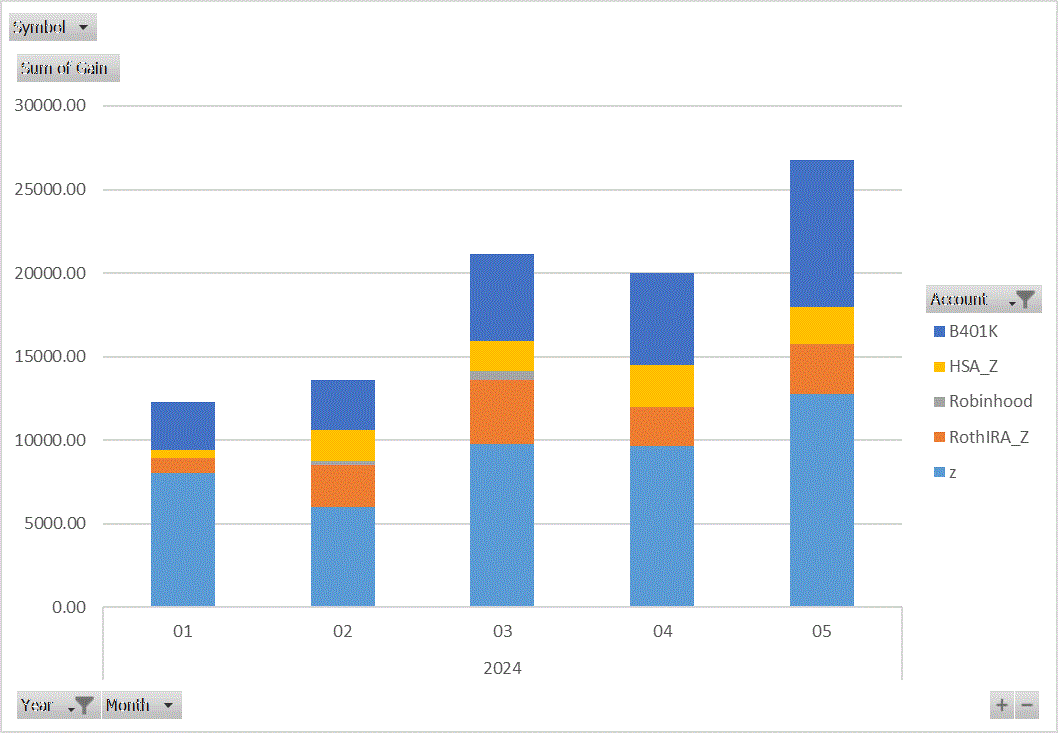 Symbol
Sum of Gain
30000.00
25000.00
20000.00
15000.00
10000.00
5000.00
0.00
01 02 03 04 05
2024
Account
B401K
HSA_Z
Robinhood
RothIRA_Z
z
Year Month
+ −